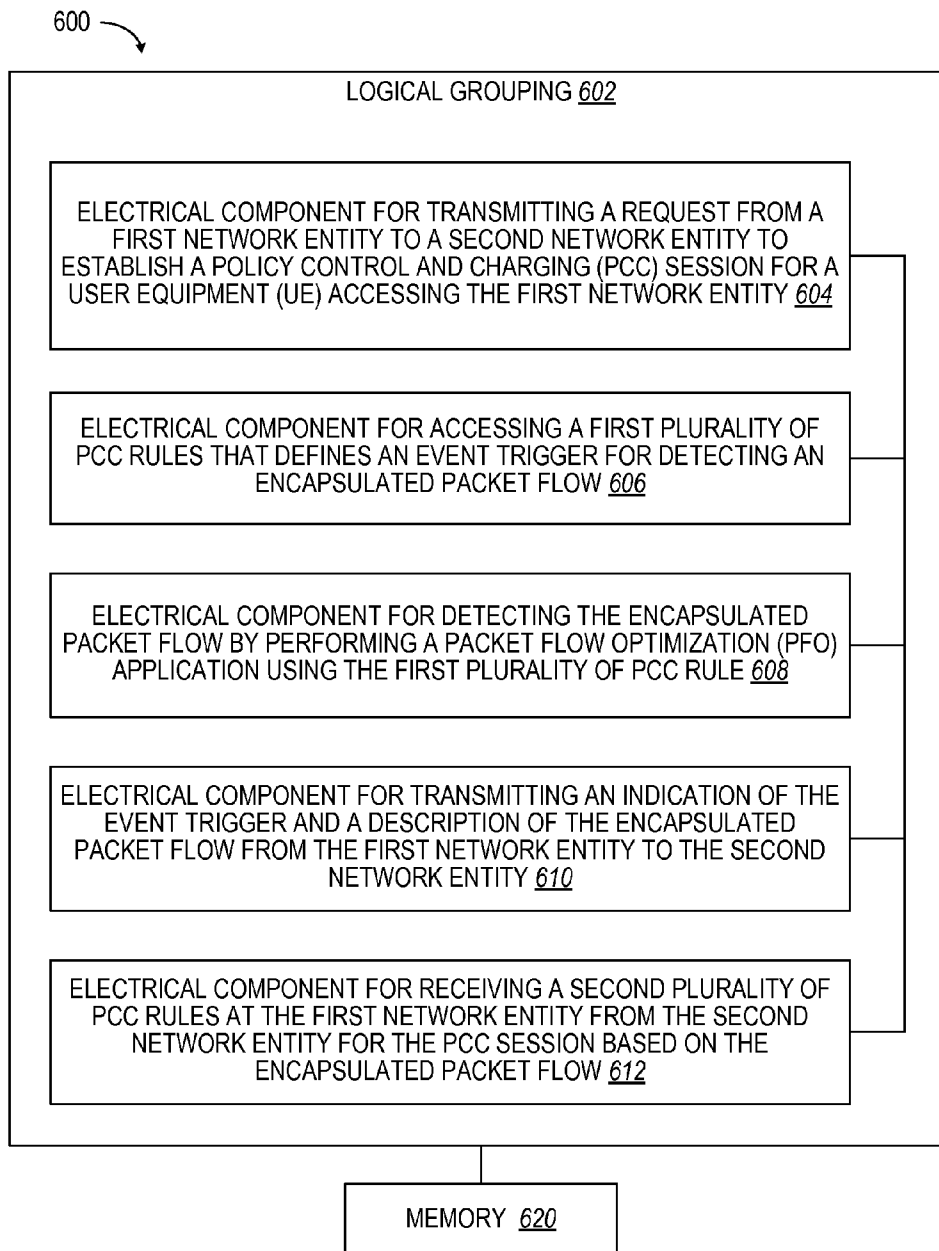 600
LOGICAL GROUPING 602
ELECTRICAL COMPONENT FOR TRANSMITTING A REQUEST FROM A
FIRST NETWORK ENTITY TO A SECOND NETWORK ENTITY TO
ESTABLISH A POLICY CONTROL AND CHARGING (PCC) SESSION FOR A
USER EQUIPMENT (UE) ACCESSING THE FIRST NETWORK ENTITY 604
ELECTRICAL COMPONENT FOR ACCESSING A FIRST PLURALITY OF
PCC RULES THAT DEFINES AN EVENT TRIGGER FOR DETECTING AN
ENCAPSULATED PACKET FLOW 606
ELECTRICAL COMPONENT FOR DETECTING THE ENCAPSULATED
PACKET FLOW BY PERFORMING A PACKET FLOW OPTIMIZATION (PFO)
APPLICATION USING THE FIRST PLURALITY OF PCC RULE 608
ELECTRICAL COMPONENT FOR TRANSMITTING AN INDICATION OF THE
EVENT TRIGGER AND A DESCRIPTION OF THE ENCAPSULATED
PACKET FLOW FROM THE FIRST NETWORK ENTITY TO THE SECOND
NETWORK ENTITY 610
ELECTRICAL COMPONENT FOR RECEIVING A SECOND PLURALITY OF
PCC RULES AT THE FIRST NETWORK ENTITY FROM THE SECOND
NETWORK ENTITY FOR THE PCC SESSION BASED ON THE
ENCAPSULATED PACKET FLOW 612
MEMORY 620